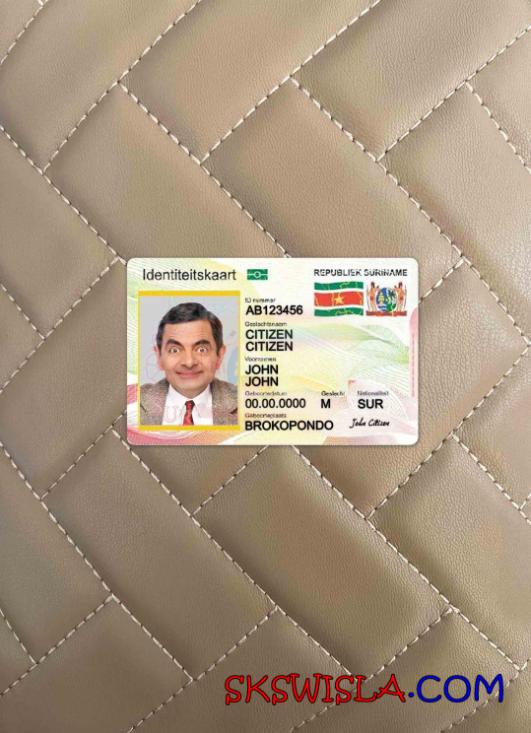 Identiteitskaart
REPUBLIEK SURINAME
ID nummer
AB123456
Geslachtsnaam
CITIZEN
CITIZEN
Voornamen
JOHN
JOHN
Geboortedatum Geslacht Nationaliteit
00.00.0000 M SUR
Geboorteplaats
BROKOPONDO
John Citizen
SKSWISLA.COM